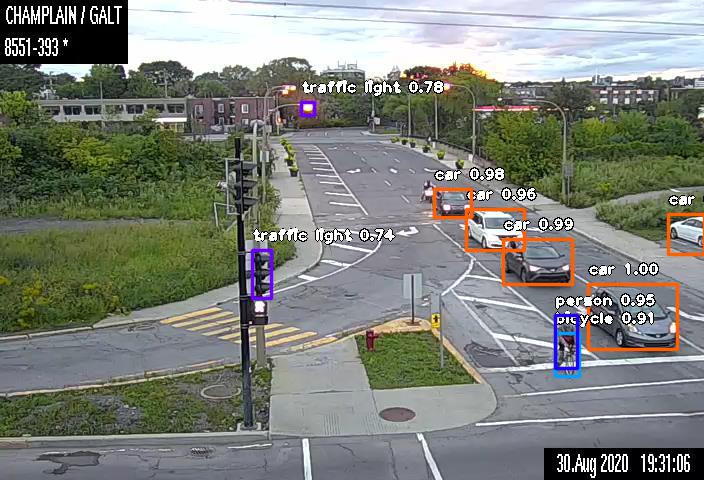 CHAMPLAIN / GALT
8551-393 *
traffic light 0.78
car 0.98
car 0.96
car
traffic light 0.74
car 0.99
car 1.00
person 0.95
bicycle 0.91
30.Aug 2020 19:31:06